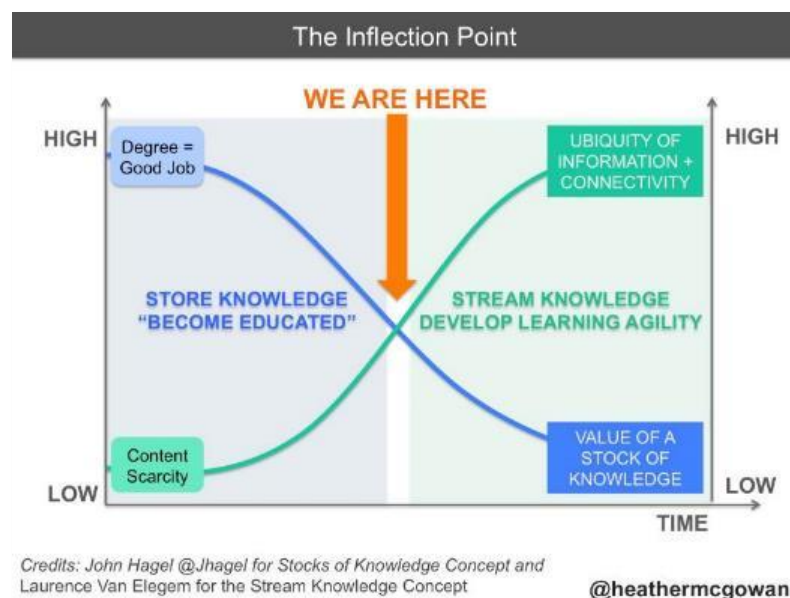 The Inflection Point
WE ARE HERE
HIGH
Degree =
Good Job
UBIQUITY OF
INFORMATION +
CONNECTIVITY
HIGH
STORE KNOWLEDGE
“BECOME EDUCATED”
STREAM KNOWLEDGE
DEVELOP LEARNING AGILITY
Content
Scarcity
VALUE OF A
STOCK OF
KNOWLEDGE
LOW
LOW
TIME
Credits: John Hagel @Jhagel for Stocks of Knowledge Concept and
Laurence Van Elegem for the Stream Knowledge Concept
@heathermcgowan